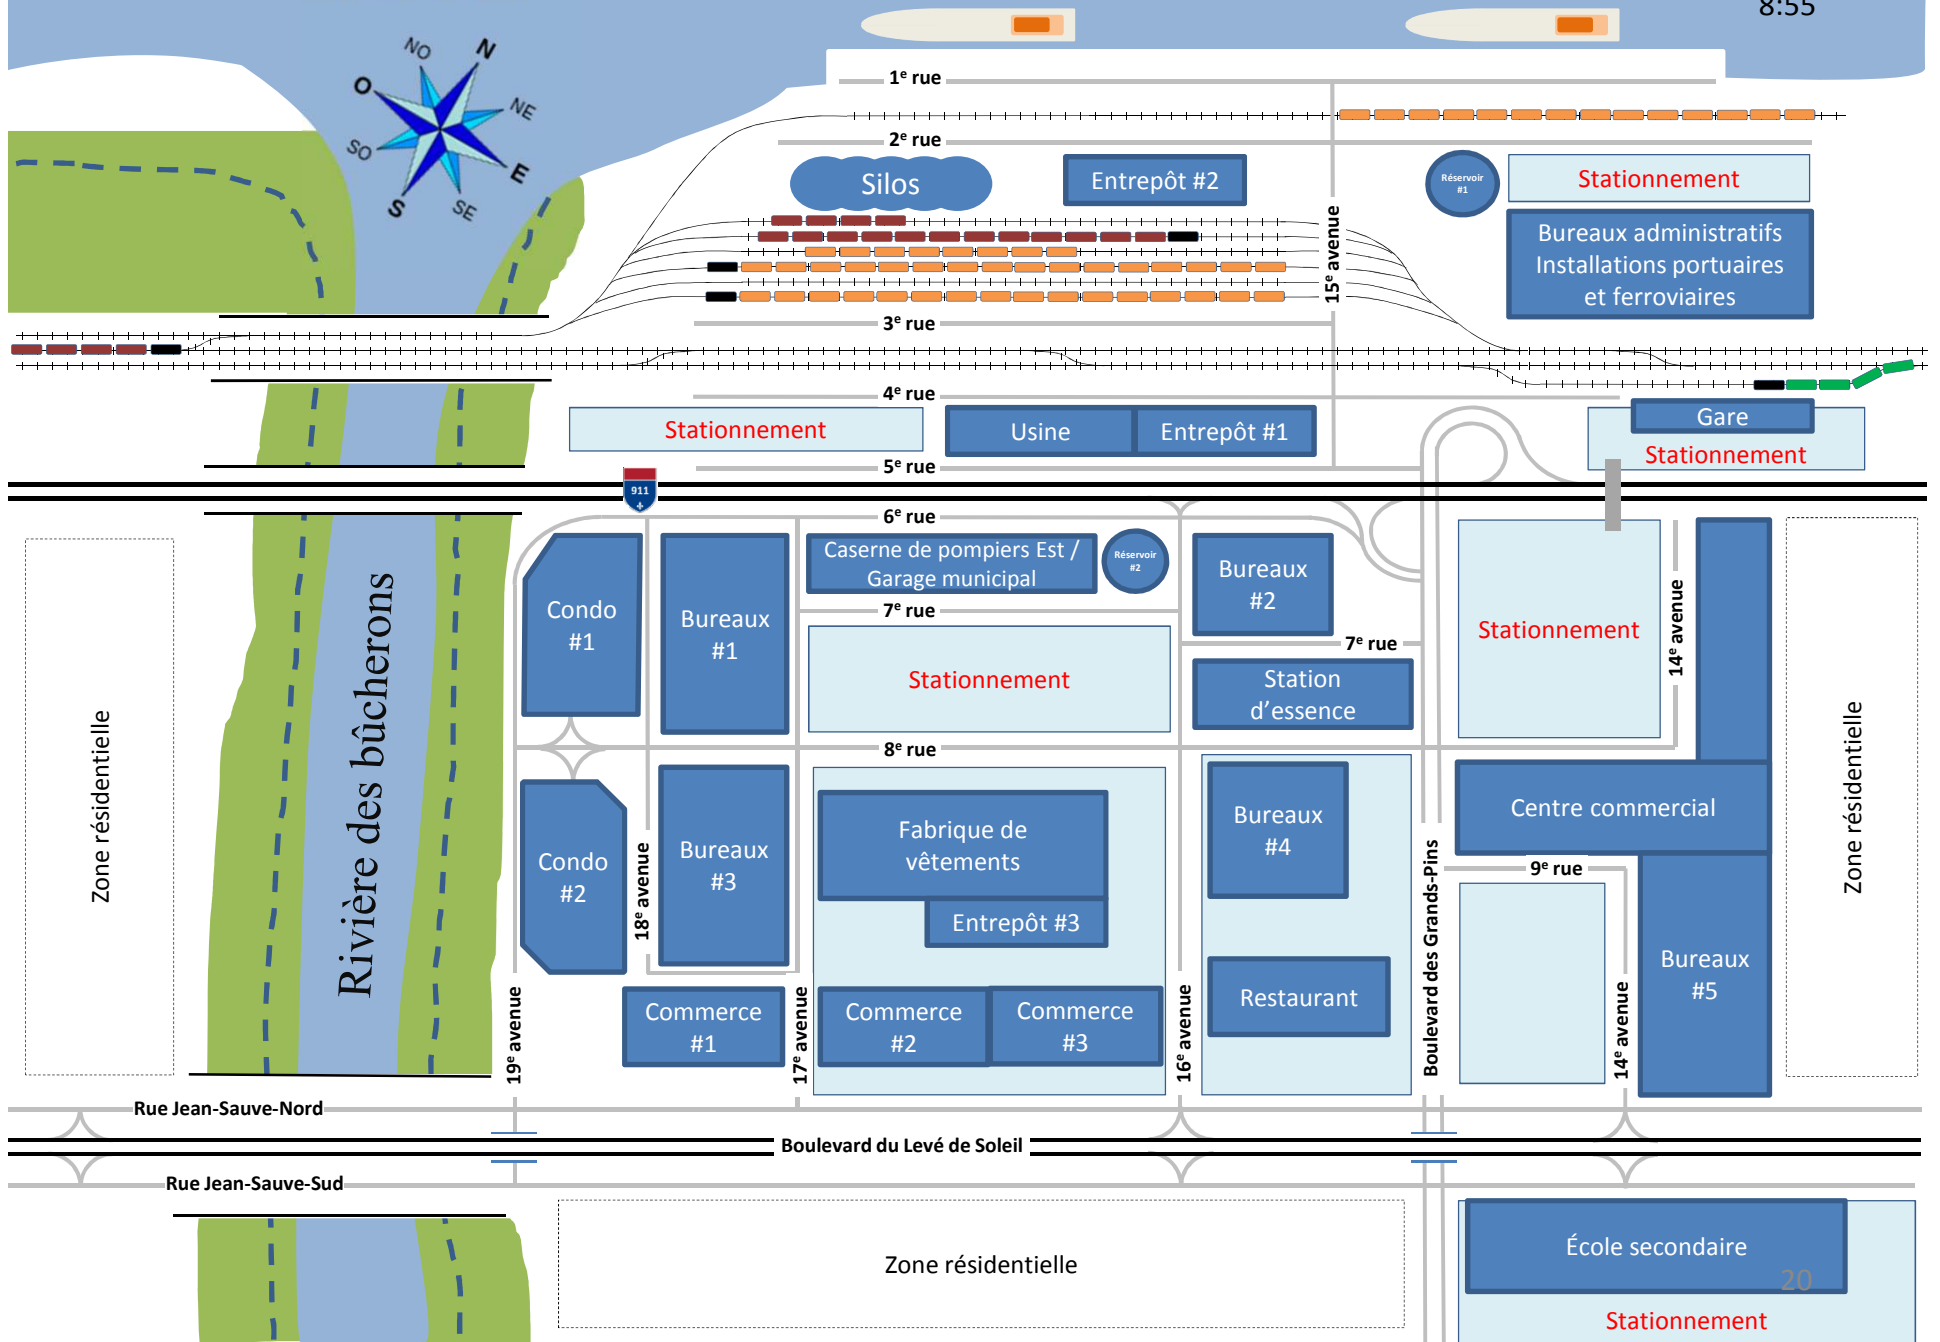 8:55
N
NO
NE
O
E
SO
SE
S
1e rue
2e rue
Silos
Entrepôt #2
Réservoir
#1
Stationnement
15e avenue
Bureaux administratifs
Installations portuaires
et ferroviaires
3e rue
4e rue
Stationnement
Usine
Entrepôt #1
Gare
Stationnement
5e rue
911
6e rue
Caserne de pompiers Est /
Garage municipal
Réservoir
#2
Bureaux
#2
Condo
#1
Bureaux
#1
7e rue
7e rue
Stationnement
14e avenue
Stationnement
Station
d'essence
Rivière des bûcherons
Zone résidentielle
Zone résidentielle
8e rue
Fabrique de
vêtements
Bureaux
#4
Centre commercial
Condo
#2
18e avenue
Bureaux
#3
9e rue
Entrepôt #3
Boulevard des Grands-Pins
Bureaux
#5
Restaurant
19e avenue
Commerce
#1
17e avenue
Commerce
#2
Commerce
#3
16e avenue
14e avenue
Rue Jean-Sauve-Nord
Boulevard du Levé de Soleil
Rue Jean-Sauve-Sud
Zone résidentielle
École secondaire
20
Stationnement